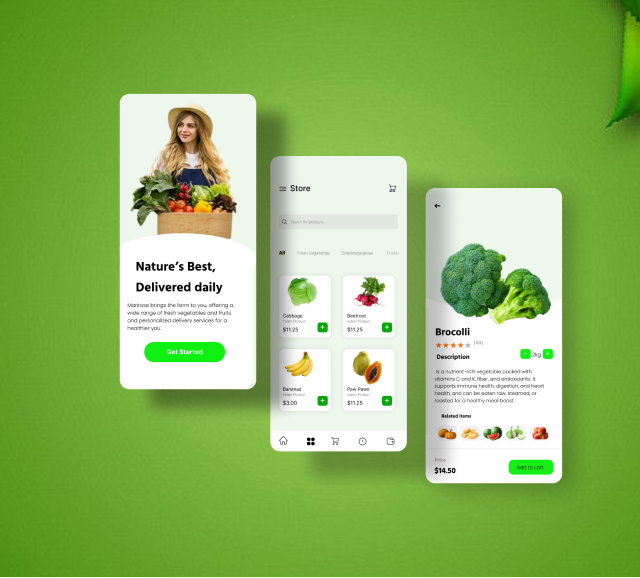 Nature's Best,
Delivered daily
Marirose brings the farm to you, offering a
wide range of fresh vegetables and fruits
and personalized delivery services for a
healthier you.
Get Started
Store
Search for products
All Fresh Vegetables Greenvegetables Fruits
Cabbage
Indian Product
$11.25
Beetroot
Indian Product
$11.25
Bananas
Indian Product
$3.00
Paw Paws
Indian Product
$11.25
Brocolli
(44)
Description
2kg
is a nutrient-rich vegetable packed with
vitamins C and K, fiber, and antioxidants. It
supports immune health, digestion, and heart
health, and can be eaten raw, steamed, or
roasted for a healthy meal boost
Related items
Price
$14.50
Add to cart